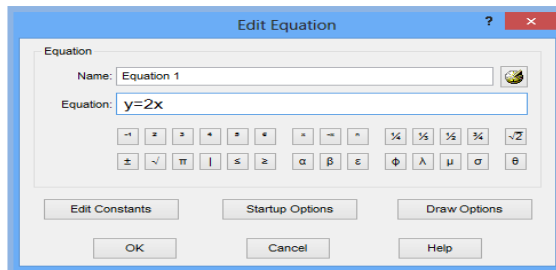 Edit Equation
?
×
Equation
Name: Equation 1
Equation: y=2x
± √ π | ≤ ≥ α β ε φ λ μ σ θ
Edit Constants Startup Options Draw Options
OK Cancel Help